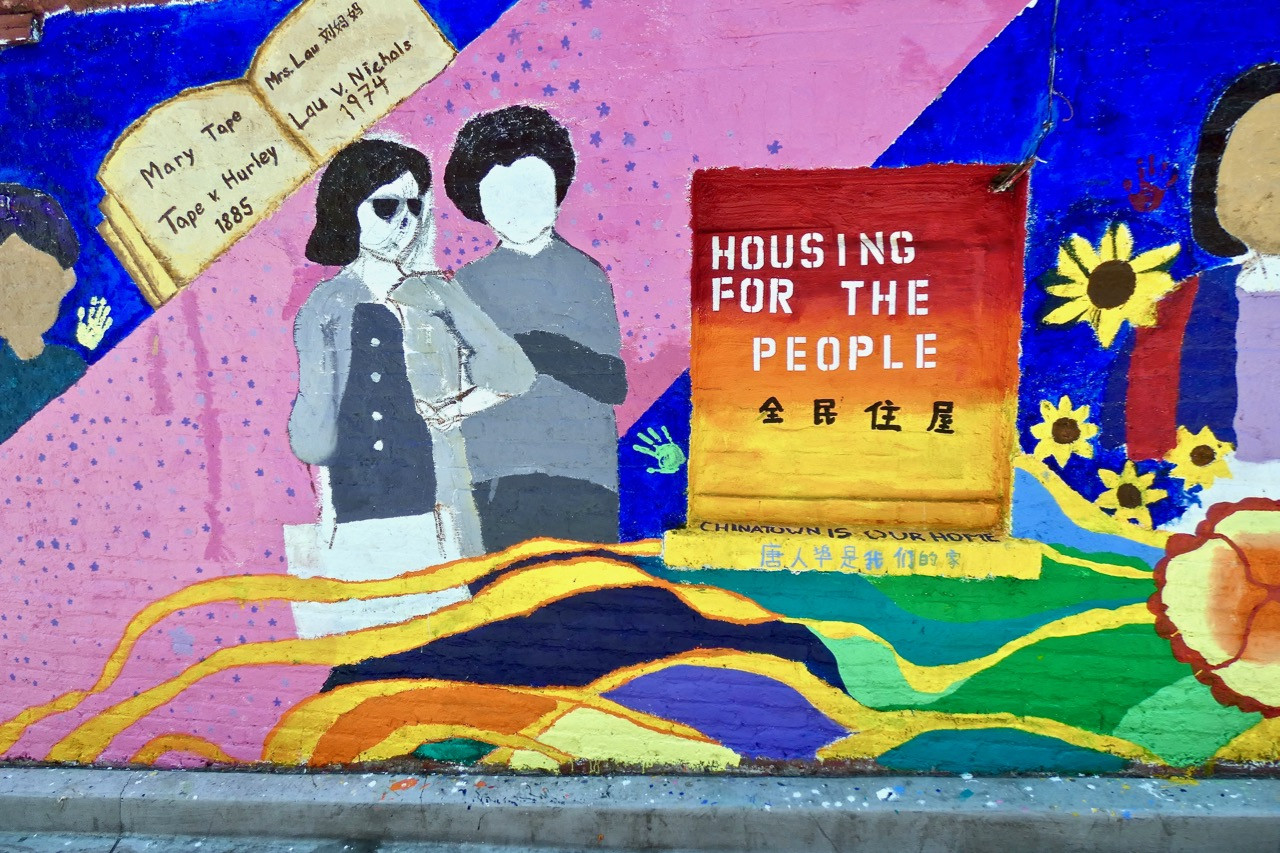 Mary Tape
Tape v. Hurley
1885
Mrs. Lau 刘妈妈
Lau v. Nichols
1974
HOUSING
FOR THE
PEOPLE
全民住屋
CHINATOWN IS OUR HOME
唐人毕是我们的家